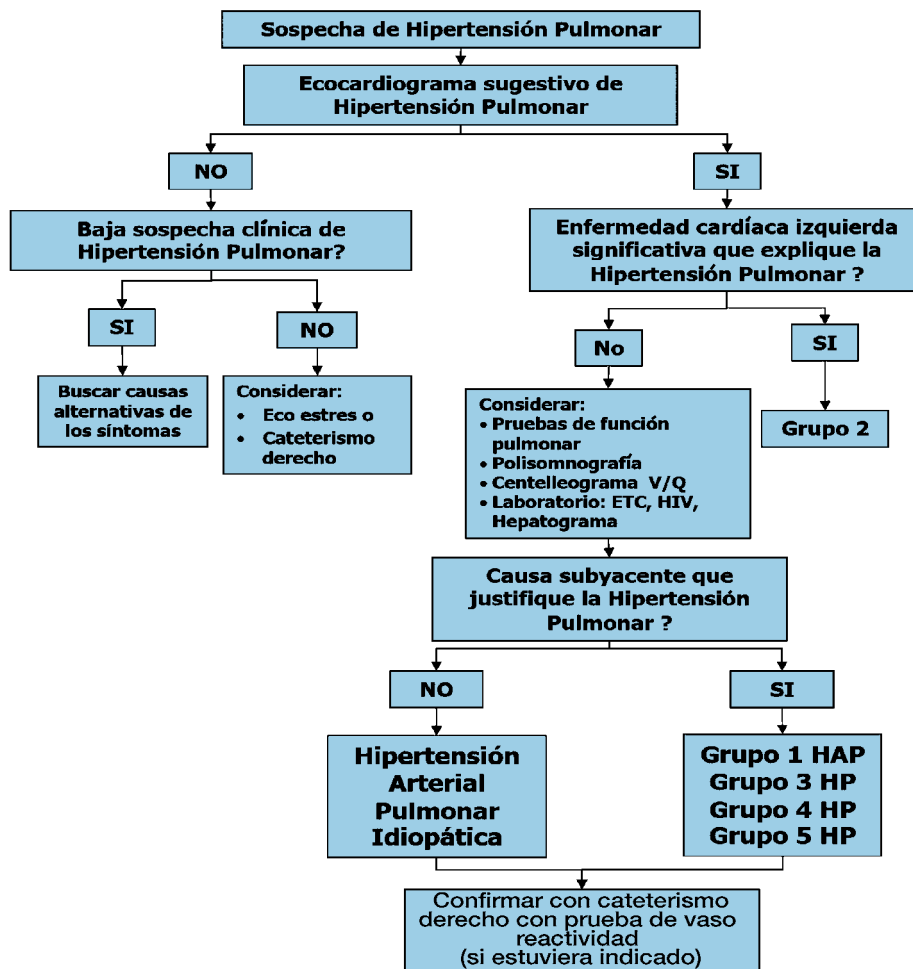 Sospecha de Hipertensión Pulmonar
Ecocardiograma sugestivo de
Hipertensión Pulmonar
NO
SI
Baja sospecha clínica de
Hipertensión Pulmonar?
Enfermedad cardíaca izquierda
significativa que explique la
Hipertensión Pulmonar ?
SI
NO
No
SI
Buscar causas
alternativas de
los síntomas
Considerar:
• Eco estres o
• Cateterismo
derecho
Considerar:
• Pruebas de función
pulmonar
• Polisomnografía
• Centelleograma V/Q
• Laboratorio: ETC, HIV,
Hepatograma
Grupo 2
Causa subyacente que
justifique la Hipertensión
Pulmonar ?
NO
SI
Hipertensión
Arterial
Pulmonar
Idiopática
Grupo 1 HAP
Grupo 3 HP
Grupo 4 HP
Grupo 5 HP
Confirmar con cateterismo
derecho con prueba de vaso
reactividad
(si estuviera indicado)